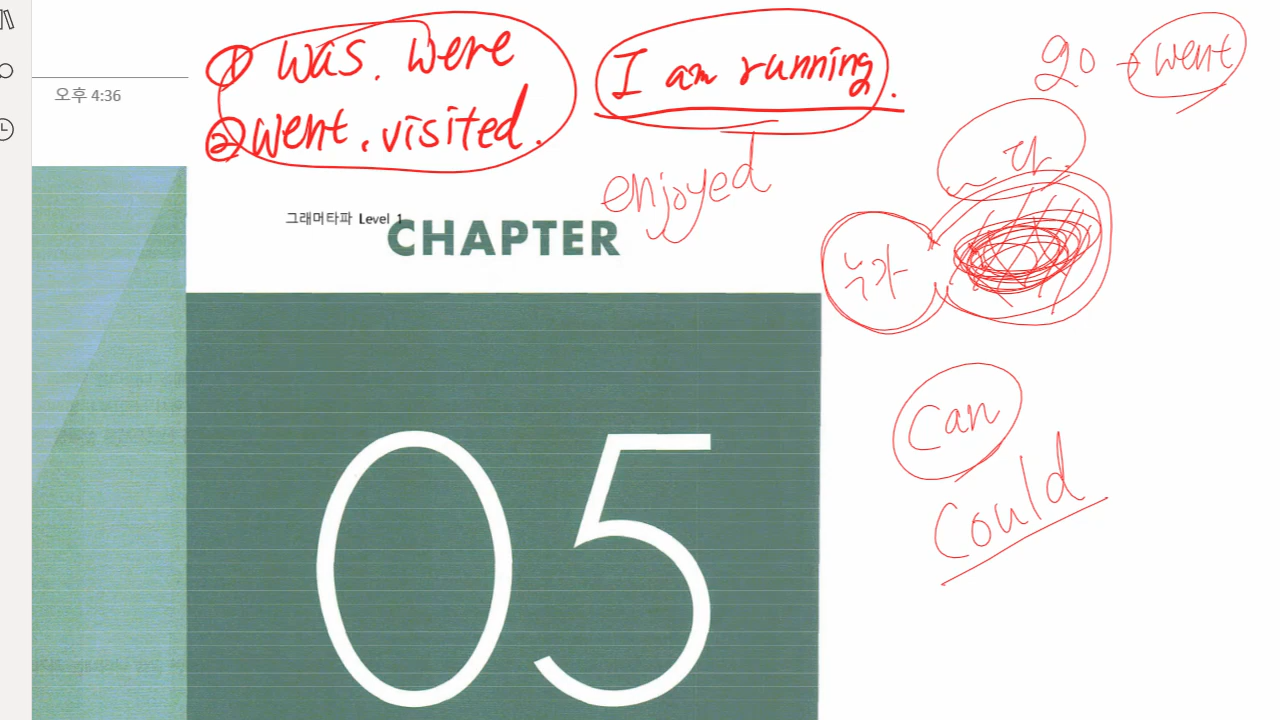 ① was. were
② went. visited.
I am running.
go → went
오후 4:36
enjoyed
다.
그래머타파 Level 1
CHAPTER
누가
can
could
05